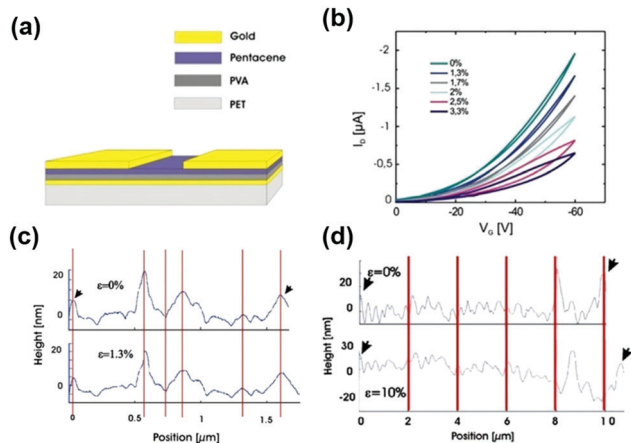 (a)
Gold
Pentacene
PVA
PET
(b)
I_D [µA]
-2
-1.5
-1
-0.5
0
0%
1,3%
1,7%
2%
2,5%
3,3%
0 -20 -40 -60
V_G [V]
(c)
Height [nm]
20
0
ε=0%
20
0
ε=1.3%
0 0.5 1 1.5
Position [µm]
(d)
Height [nm]
20
0
ε=0%
20
0
-20
ε=10%
0 2 4 6 8 1 0
Position [µm]